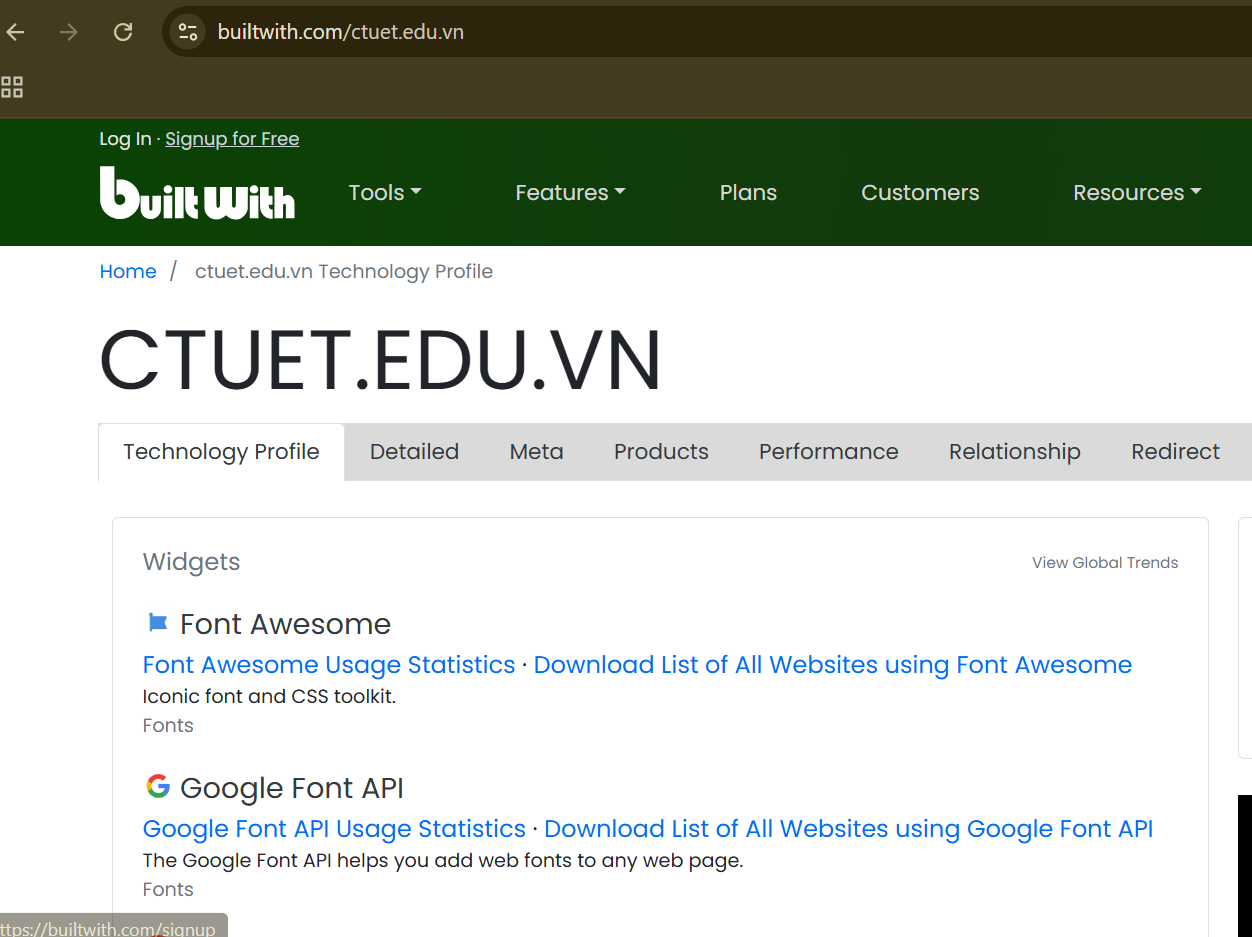 builtwith.com/ctuet.edu.vn
Log In · Signup for Free
built with Tools Features Plans Customers Resources
Home / ctuet.edu.vn Technology Profile
CTUET.EDU.VN
Technology Profile Detailed Meta Products Performance Relationship Redirect
Widgets View Global Trends
Font Awesome
Font Awesome Usage Statistics · Download List of All Websites using Font Awesome
Iconic font and CSS toolkit.
Fonts
Google Font API
Google Font API Usage Statistics · Download List of All Websites using Google Font API
The Google Font API helps you add web fonts to any web page.
Fonts
ttps://builtwith.com/signup